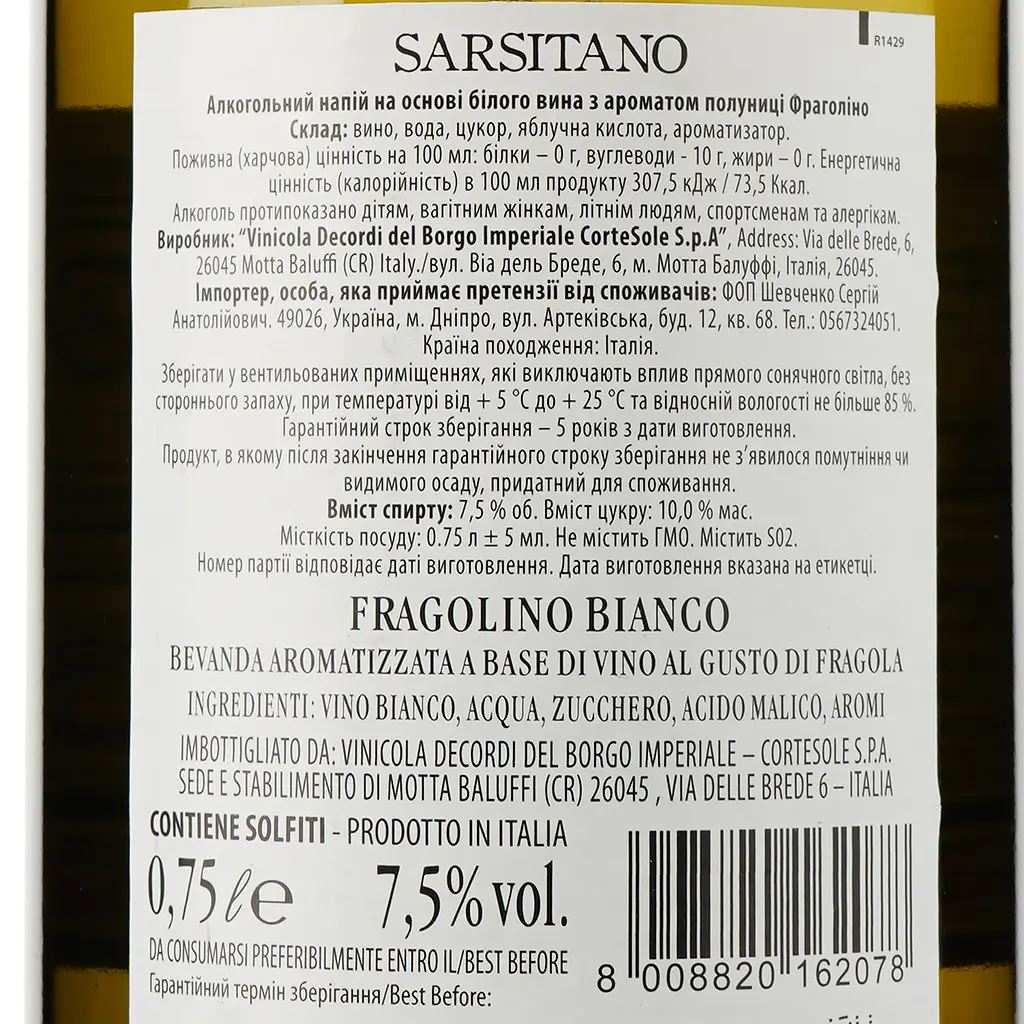 SARSITANO
R1429
Алкогольний напій на основі білого вина з ароматом полуниці Фраголіно
Склад: вино, вода, цукор, яблучна кислота, ароматизатор.
Поживна (харчова) цінність на 100 мл: білки – 0 г, вуглеводи - 10 г, жири – 0 г. Енергетична
цінність (калорійність) в 100 мл продукту 307,5 кДж / 73,5 Ккал.
Алкоголь протипоказано дітям, вагітним жінкам, літнім людям, спортсменам та алергікам.
Виробник: “Vinicola Decordi del Borgo Imperiale CorteSole S.p.A”, Address: Via delle Brede, 6,
26045 Motta Baluffi (CR) Italy./вул. Віа дель Бреде, 6, м. Мотта Балуффі, Італія, 26045.
Імпортер, особа, яка приймає претензії від споживачів: ФОП Шевченко Сергій
Анатолійович. 49026, Україна, м. Дніпро, вул. Артеківська, буд. 12, кв. 68. Тел.: 0567324051.
Країна походження: Італія.
Зберігати у вентильованих приміщеннях, які виключають вплив прямого сонячного світла, без
стороннього запаху, при температурі від + 5 °C до + 25 °C та відносній вологості не більше 85 %.
Гарантійний строк зберігання – 5 років з дати виготовлення.
Продукт, в якому після закінчення гарантійного строку зберігання не з’явилося помутніння чи
видимого осаду, придатний для споживання.
Вміст спирту: 7,5 % об. Вміст цукру: 10,0 % мас.
Місткість посуду: 0.75 л ± 5 мл. Не містить ГМО. Містить S02.
Номер партії відповідає даті виготовлення. Дата виготовлення вказана на етикетці.
FRAGOLINO BIANCO
BEVANDA AROMATIZZATA A BASE DI VINO AL GUSTO DI FRAGOLA
INGREDIENTI: VINO BIANCO, ACQUA, ZUCCHERO, ACIDO MALICO, AROMI
IMBOTTIGLIATO DA: VINICOLA DECORDI DEL BORGO IMPERIALE – CORTESOLE S.P.A.
SEDE E STABILIMENTO DI MOTTA BALUFFI (CR) 26045 , VIA DELLE BREDE 6 – ITALIA
CONTIENE SOLFITI - PRODOTTO IN ITALIA
0,75 ℓ e 7,5% vol.
DA CONSUMARSI PREFERIBILMENTE ENTRO IL/BEST BEFORE
Гарантійний термін зберігання/Best Before:
8 008820 162078